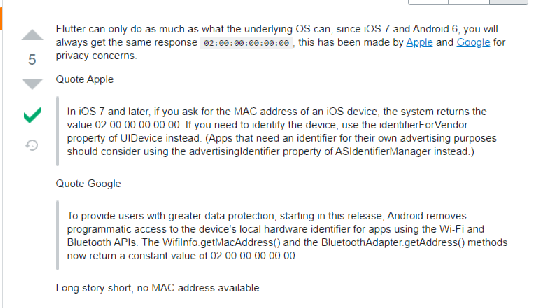 Flutter can only do as much as what the underlying OS can, since iOS 7 and Android 6, you will
always get the same response 02:00:00:00:00:00, this has been made by Apple and Google for
privacy concerns.
5
Quote Apple
In iOS 7 and later, if you ask for the MAC address of an iOS device, the system returns the
value 02:00:00:00:00:00. If you need to identify the device, use the identifierForVendor
property of UIDevice instead. (Apps that need an identifier for their own advertising purposes
should consider using the advertisingIdentifier property of ASIdentifierManager instead.)
Quote Google
To provide users with greater data protection, starting in this release, Android removes
programmatic access to the device's local hardware identifier for apps using the Wi-Fi and
Bluetooth APIs. The WifiInfo.getMacAddress() and the BluetoothAdapter.getAddress() methods
now return a constant value of 02:00:00:00:00:00
Long story short, no MAC address available